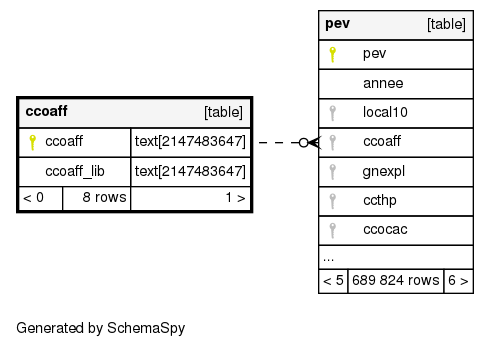 pev [table]
pev
annee
local10
ccoaff
gnexpl
ccthp
ccocac
...
< 5 689 824 rows 6 >
ccoaff [table]
ccoaff text[2147483647]
ccoaff_lib text[2147483647]
< 0 8 rows 1 >
Generated by SchemaSpy